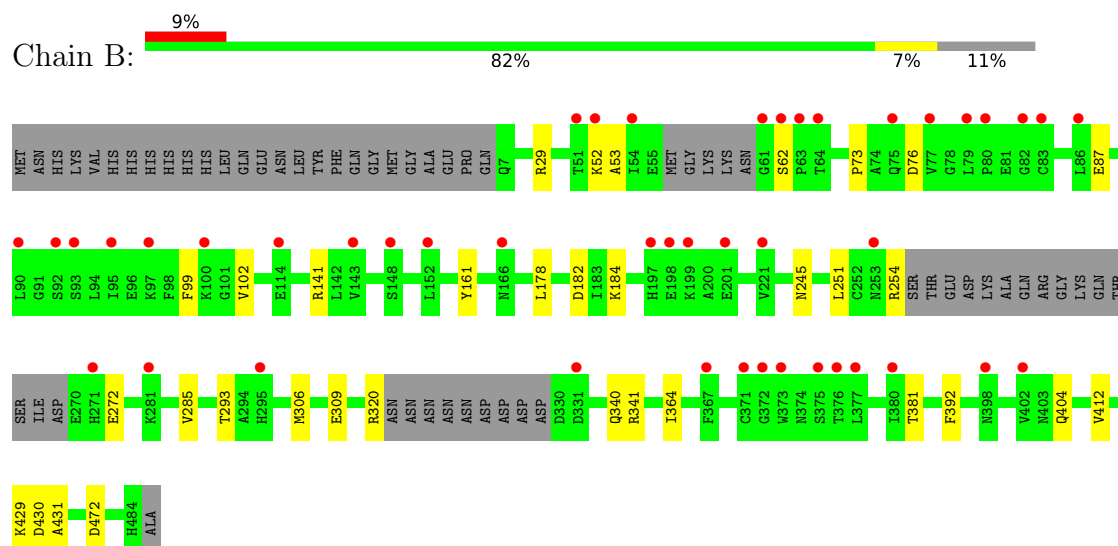 9%
Chain B:
82% 7% 11%
MET ASN HIS LYS VAL HIS HIS HIS HIS HIS HIS LEU GLN GLU ASN LEU TYR PHE GLN GLY MET GLY ALA GLU PRO GLN Q7 R29 T51 K52 A53 I54 E55 MET GLY LYS LYS ASN G61 S62 P63 T64 P73 A74 Q75 D76 V77 G78 L79 P80 E81 G82 C83 L86 E87
L90 G91 S92 S93 L94 I95 E96 K97 F98 F99 K100 G101 V102 E114 R141 L142 V143 S148 L152 Y161 N166 L178 D182 I183 K184 H197 E198 K199 A200 E201 V221 N245 L251 C252 N253 R254 SER THR GLU ASP LYS ALA GLN ARG GLY LYS GLN THR
SER ILE ASP E270 H271 E272 K281 V285 T293 A294 H295 M306 E309 R320 ASN ASN ASN ASN ASN ASP ASP ASP ASP D330 D331 Q340 R341 I364 F367 C371 G372 W373 N374 S375 T376 L377 I380 T381 F392 N398 V402 N403 Q404 V412
K429 D430 A431 D472 H484 ALA